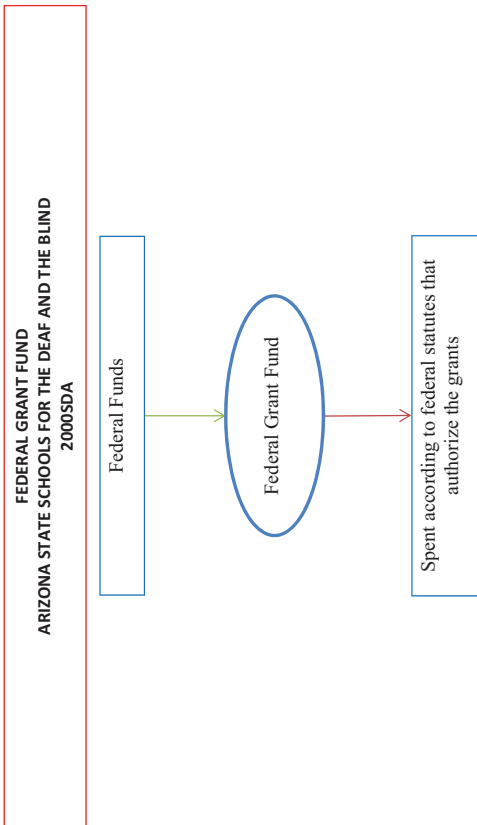 FEDERAL GRANT FUND
ARIZONA STATE SCHOOLS FOR THE DEAF AND THE BLIND
2000SDA
Federal Funds
Federal Grant Fund
Spent according to federal statutes that
authorize the grants